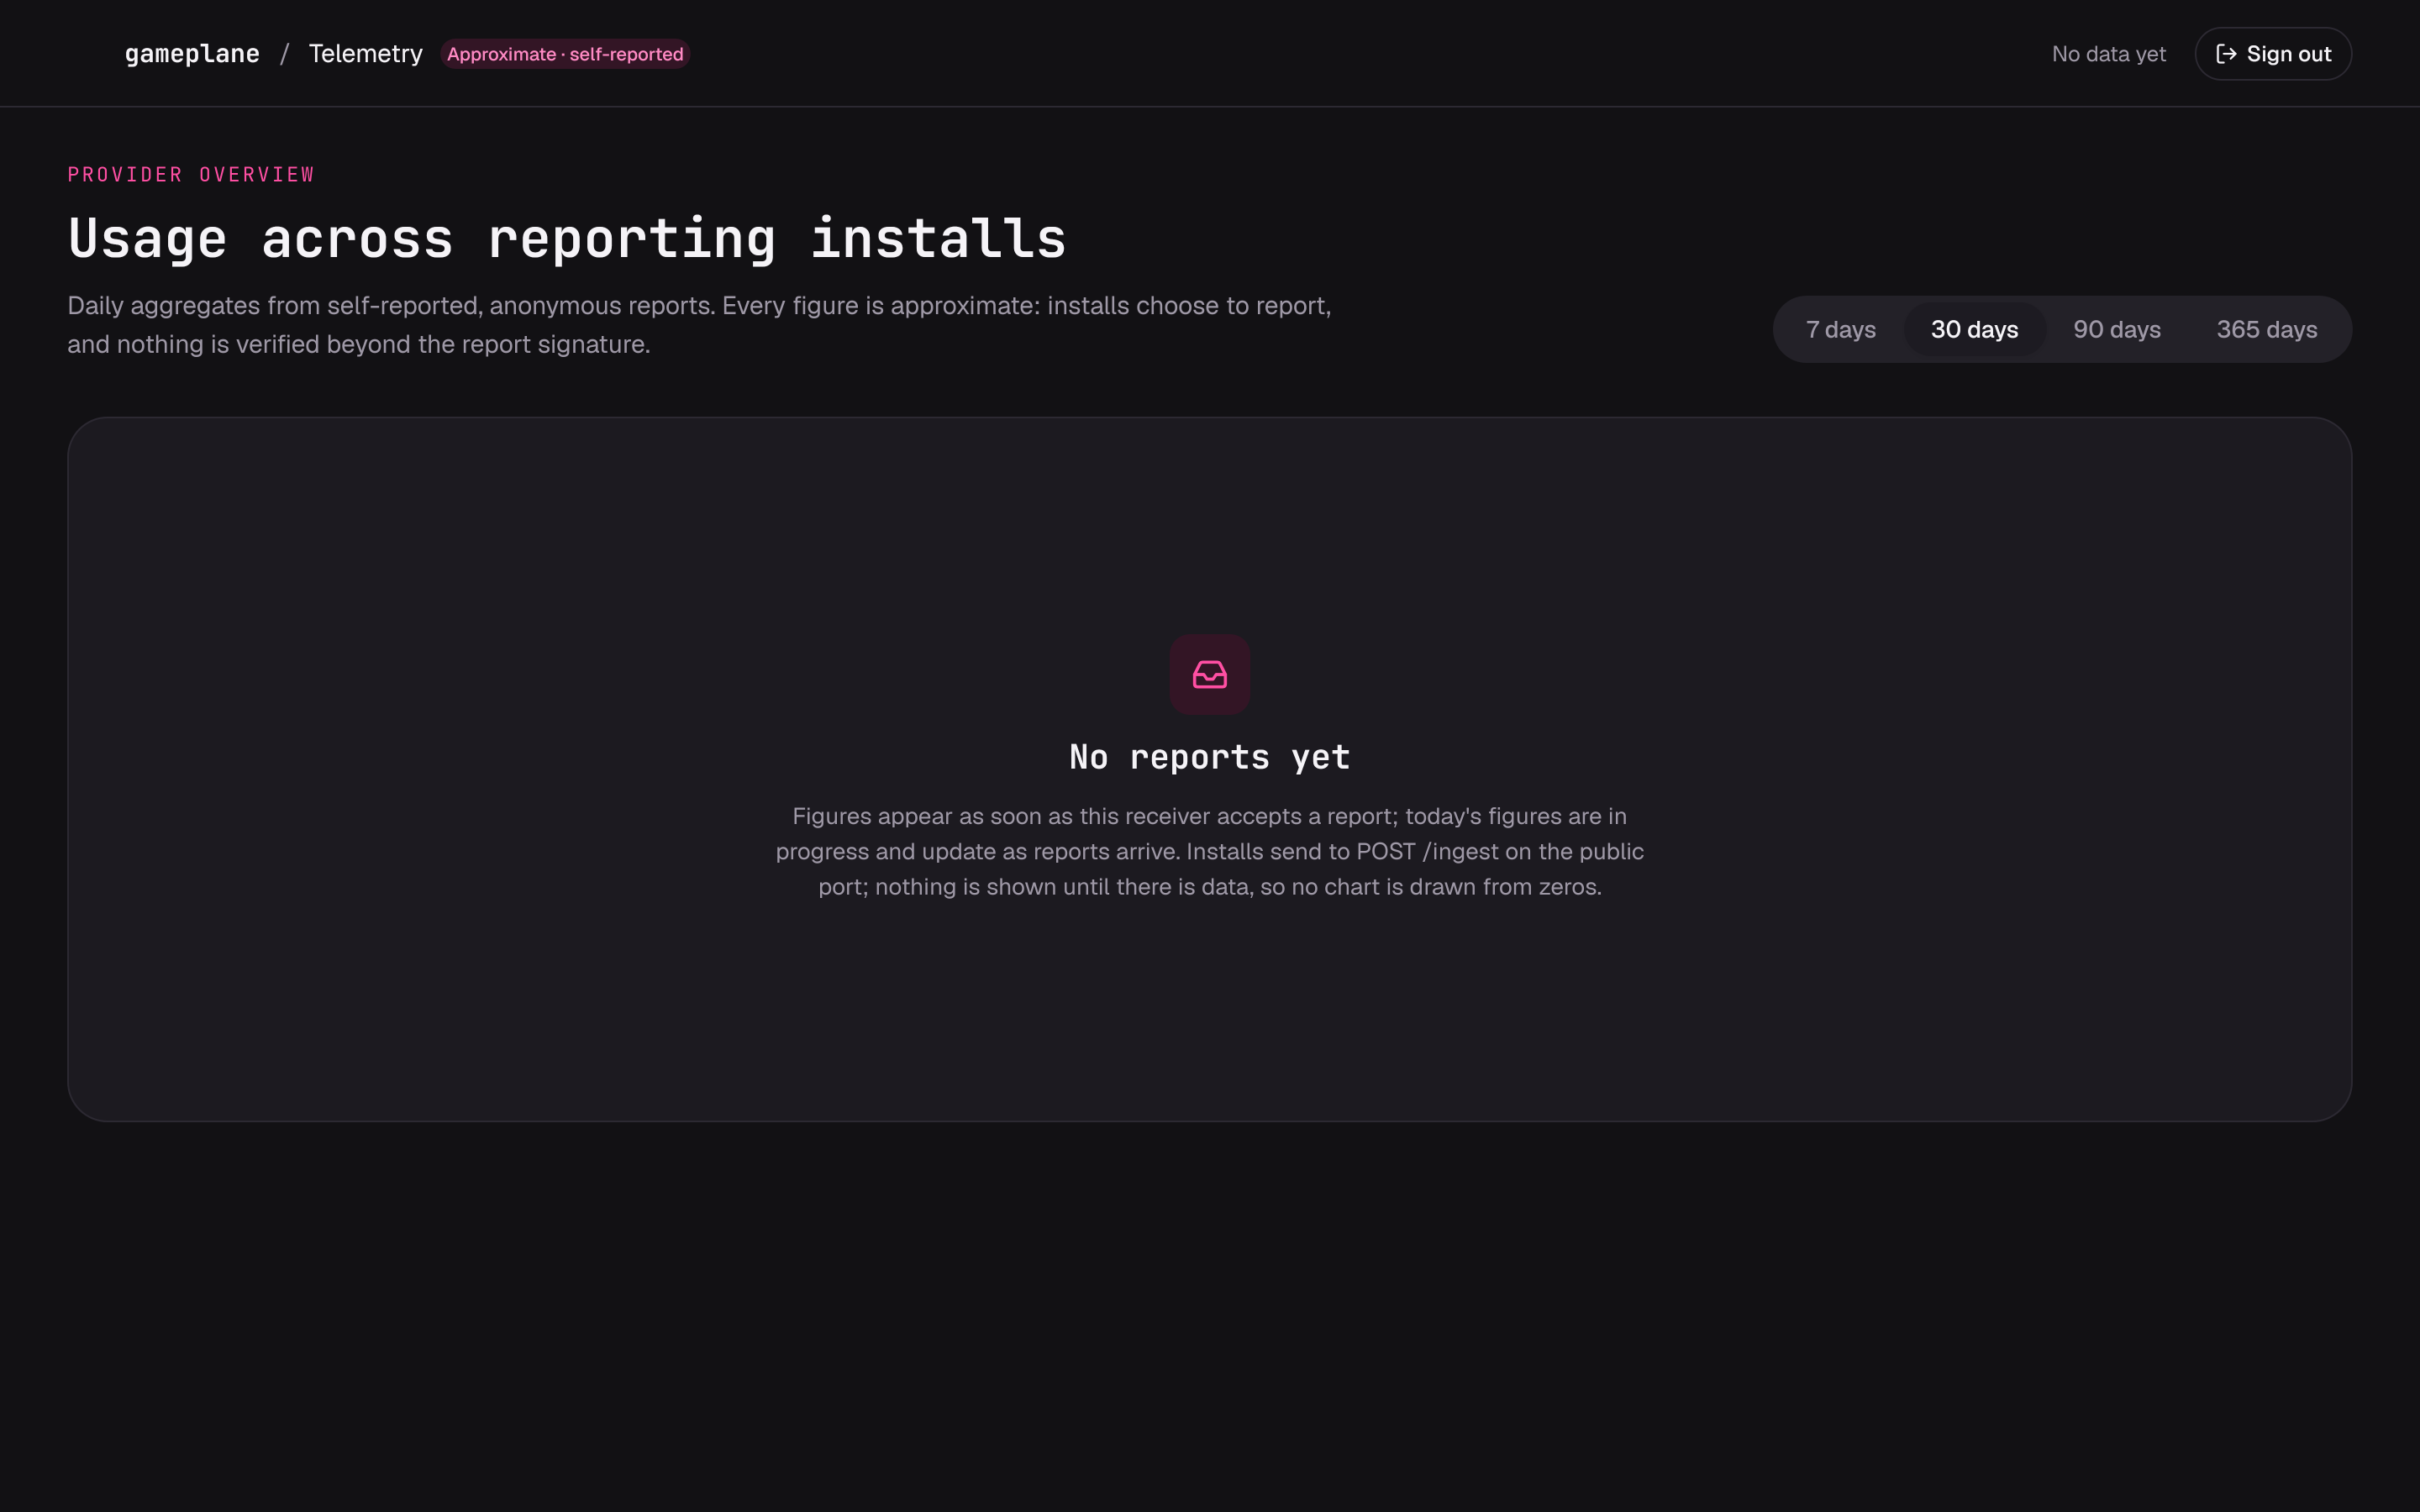 gameplane / Telemetry Approximate · self-reported No data yet Sign out
PROVIDER OVERVIEW
Usage across reporting installs
Daily aggregates from self-reported, anonymous reports. Every figure is approximate: installs choose to report,
and nothing is verified beyond the report signature.
7 days 30 days 90 days 365 days
No reports yet
Figures appear as soon as this receiver accepts a report; today's figures are in
progress and update as reports arrive. Installs send to POST /ingest on the public
port; nothing is shown until there is data, so no chart is drawn from zeros.